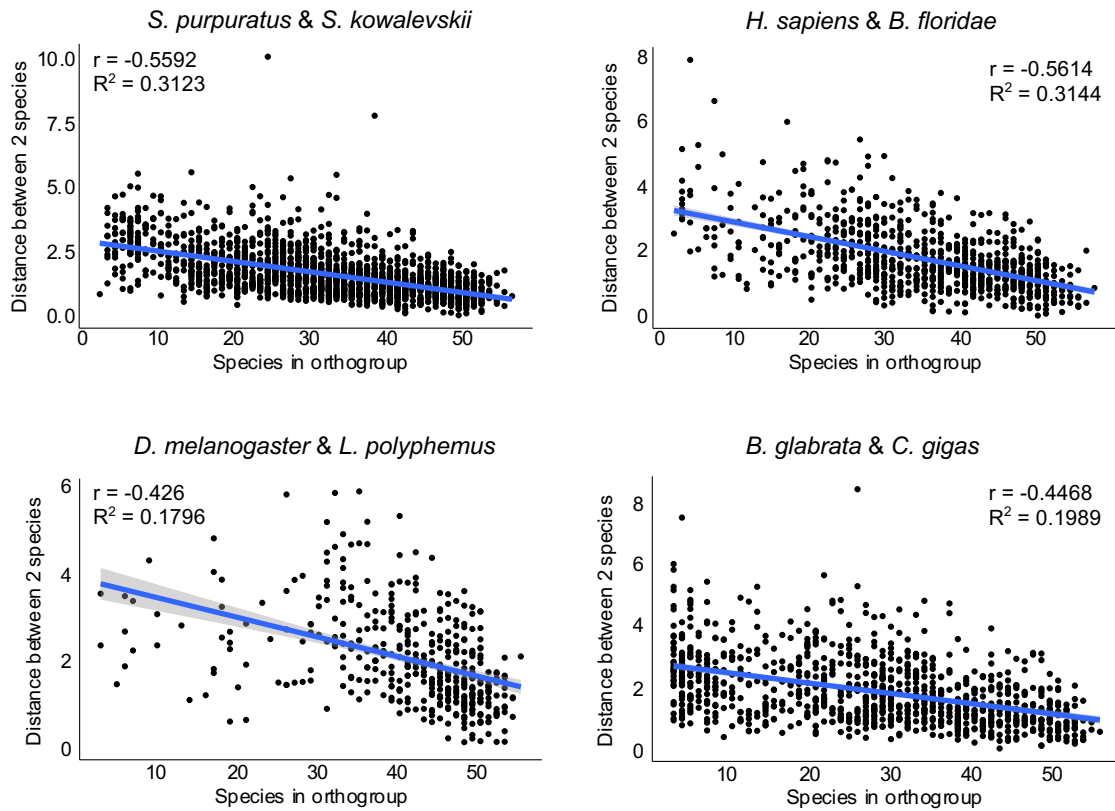 S. purpuratus & S. kowalevskii
r = -0.5592
R² = 0.3123
Distance between 2 species
10.0
7.5
5.0
2.5
0.0
0 10 20 30 40 50
Species in orthogroup
H. sapiens & B. floridae
r = -0.5614
R² = 0.3144
Distance between 2 species
8
6
4
2
0
0 10 20 30 40 50
Species in orthogroup
D. melanogaster & L. polyphemus
r = -0.426
R² = 0.1796
Distance between 2 species
6
4
2
0
10 20 30 40 50
Species in orthogroup
B. glabrata & C. gigas
r = -0.4468
R² = 0.1989
Distance between 2 species
8
6
4
2
0
10 20 30 40 50
Species in orthogroup